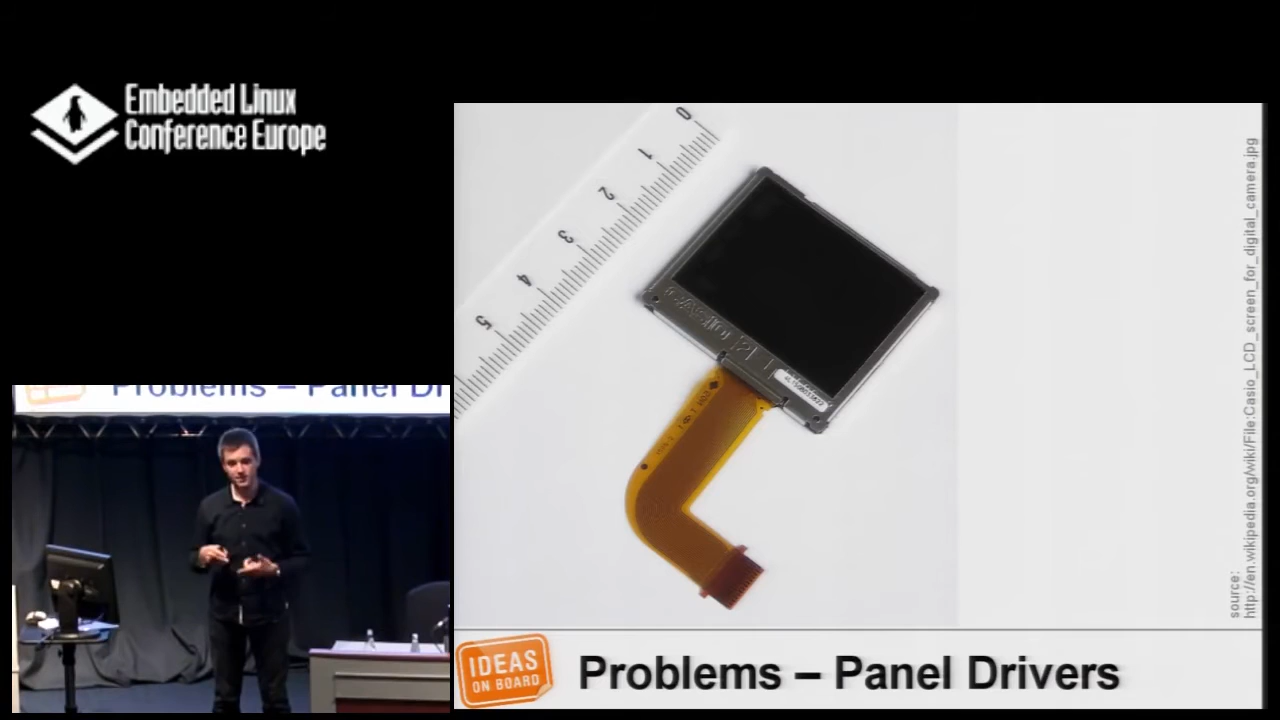 Embedded Linux
Conference Europe
Problems – Panel Dr
0
1
2
3
4
5
source:
http://en.wikipedia.org/wiki/File:Casio_LCD_screen_for_digital_camera.jpg
IDEAS
ON BOARD
Problems – Panel Drivers